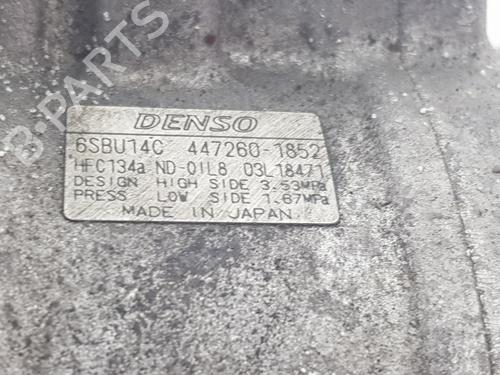 B-PARTS
DENSO
6SBU14C 447260-1852
HFC134a ND-OIL8 03L18471
DESIGN HIGH SIDE 3.53MPa
PRESS LOW SIDE 1.67MPa
MADE IN JAPAN